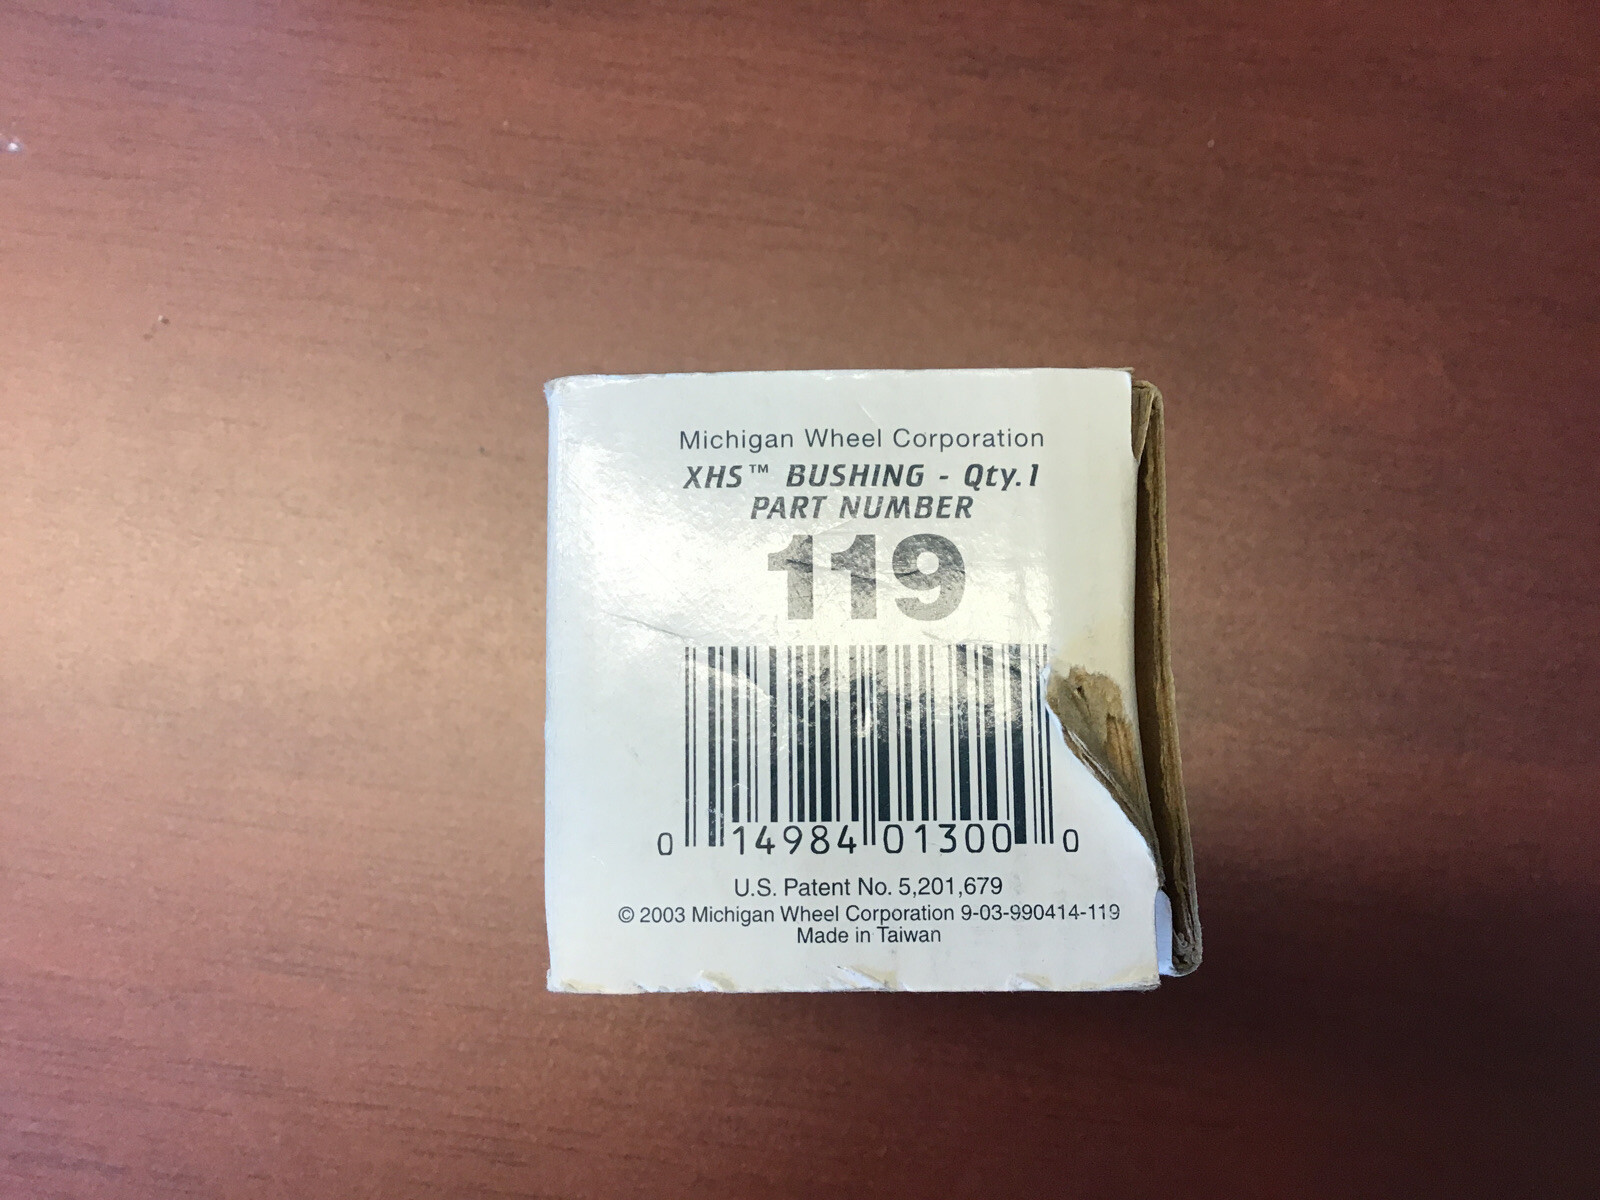 Michigan Wheel Corporation
XHS™ BUSHING - Qty.1
PART NUMBER
119
0 14984 01300 0
U.S. Patent No. 5,201,679
© 2003 Michigan Wheel Corporation 9-03-990414-119
Made in Taiwan